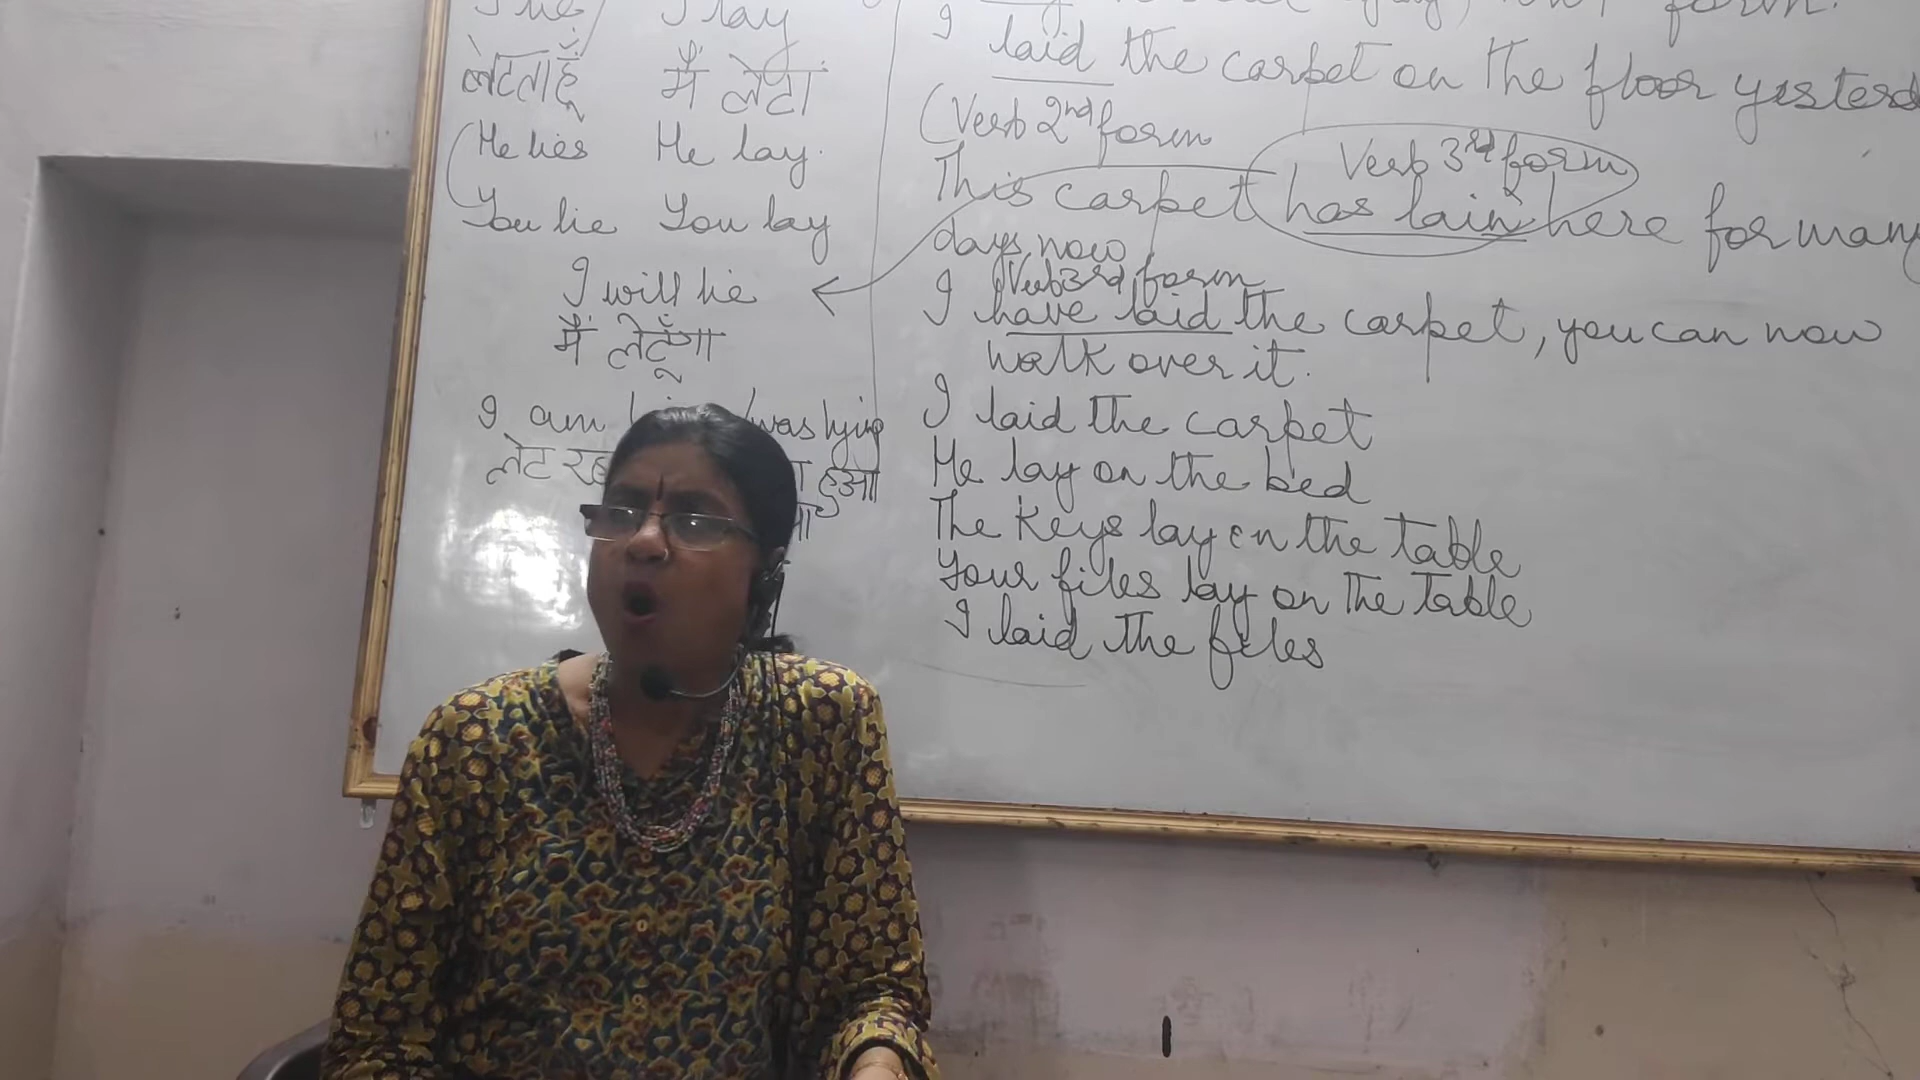 I lie I lay
लेटता हूँ मैं लेटा
He lies He lay.
You lie You lay
I will lie
मैं लेटूँगा
I am was lying
लेट हुआ
form.
I laid the carpet on the floor
(Verb 2nd form
Verb 3rd form
This carpet has lain here for many
days now
Verb 3rd form
I have laid the carpet, you can now
walk over it.
I laid the carpet
He lay on the bed
The keys lay on the table
Your files lay on the table
I laid the files